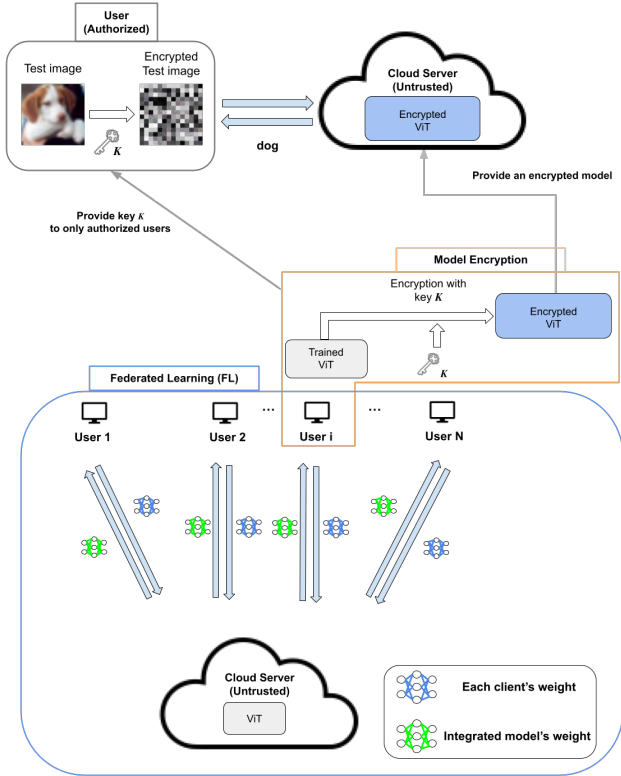 User
(Authorized)
Test image
Encrypted
Test image
K
dog
Cloud Server
(Untrusted)
Encrypted
ViT
Provide an encrypted model
Provide key K
to only authorized users
Model Encryption
Encryption with
key K
Encrypted
ViT
Trained
ViT
K
Federated Learning (FL)
... ...
User 1 User 2 User i User N
Cloud Server
(Untrusted)
ViT
Each client's weight
Integrated model's weight